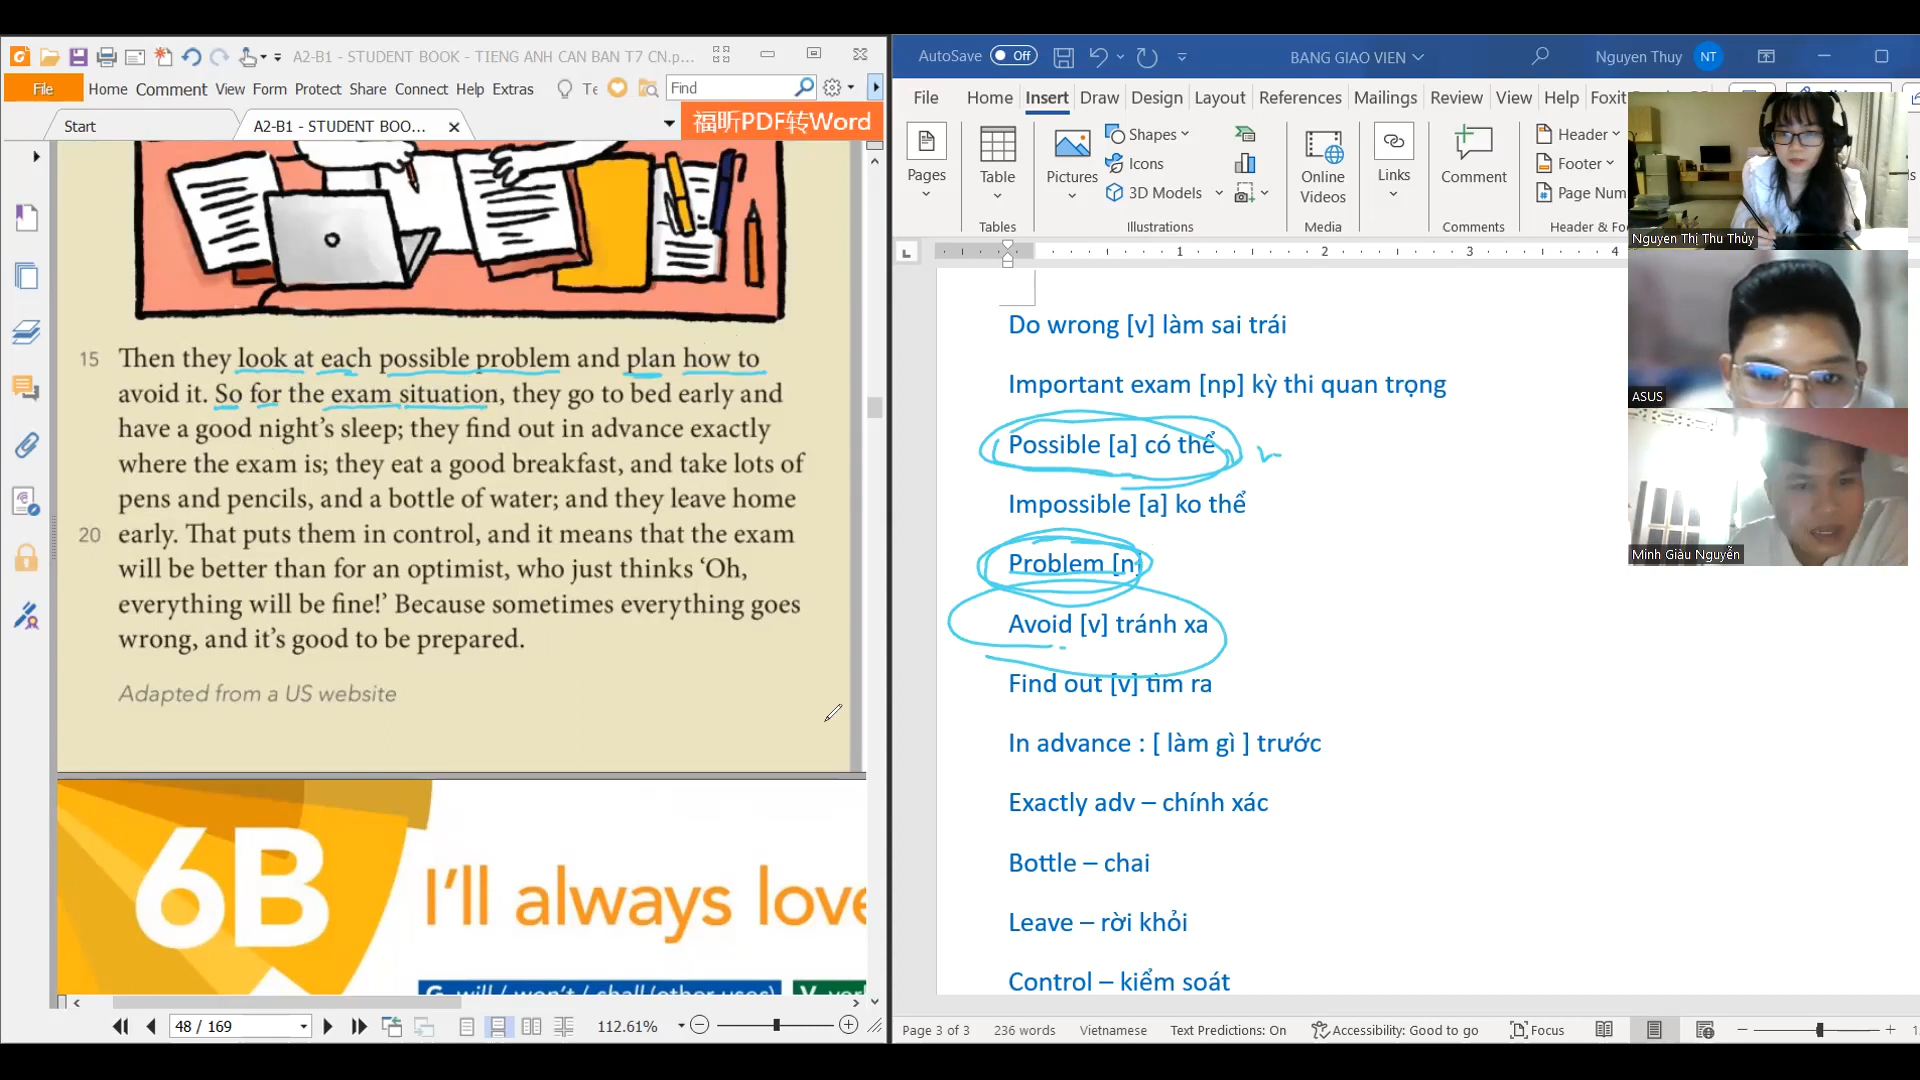 A2-B1 - STUDENT BOOK - TIENG ANH CAN BAN T7 CN.p...
File Home Comment View Form Protect Share Connect Help Extras Te Find
Start A2-B1 - STUDENT BOO...
福昕PDF转Word
15 Then they look at each possible problem and plan how to
avoid it. So for the exam situation, they go to bed early and
have a good night's sleep; they find out in advance exactly
where the exam is; they eat a good breakfast, and take lots of
pens and pencils, and a bottle of water; and they leave home
20 early. That puts them in control, and it means that the exam
will be better than for an optimist, who just thinks 'Oh,
everything will be fine!' Because sometimes everything goes
wrong, and it's good to be prepared.
Adapted from a US website
6B I'll always love
G will / won't / shall (other uses) V
48 / 169 112.61%
AutoSave Off BANG GIAO VIEN Nguyen Thuy NT
File Home Insert Draw Design Layout References Mailings Review View Help Foxit
Pages Table Pictures Shapes Icons 3D Models Online Videos Links Comment Header Footer Page Num
Tables Illustrations Media Comments Header & Fo
1 2 3 4
Do wrong [v] làm sai trái
Important exam [np] kỳ thi quan trọng
Possible [a] có thể
Impossible [a] ko thể
Problem [n]
Avoid [v] tránh xa
Find out [v] tìm ra
In advance : [ làm gì ] trước
Exactly adv – chính xác
Bottle – chai
Leave – rời khỏi
Control – kiểm soát
Page 3 of 3 236 words Vietnamese Text Predictions: On Accessibility: Good to go Focus
Nguyen Thị Thu Thủy
ASUS
Minh Giàu Nguyễn